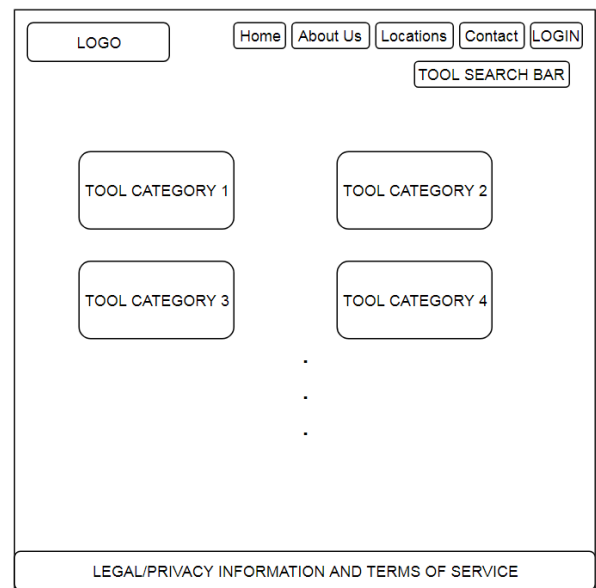 LOGO
Home About Us Locations Contact LOGIN
TOOL SEARCH BAR
TOOL CATEGORY 1 TOOL CATEGORY 2
TOOL CATEGORY 3 TOOL CATEGORY 4
.
.
.
LEGAL/PRIVACY INFORMATION AND TERMS OF SERVICE